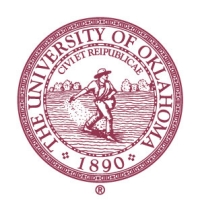 THE UNIVERSITY OF OKLAHOMA
CIVI ET REIPUBLICAE
1890
®